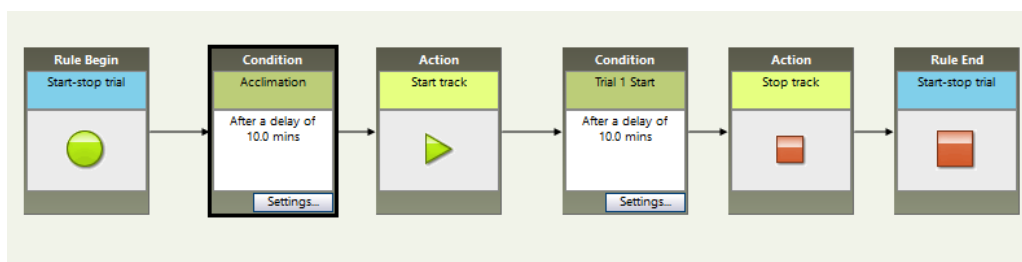 Rule Begin
Start-stop trial
Condition
Acclimation
After a delay of
10.0 mins
Settings...
Action
Start track
Condition
Trial 1 Start
After a delay of
10.0 mins
Settings...
Action
Stop track
Rule End
Start-stop trial